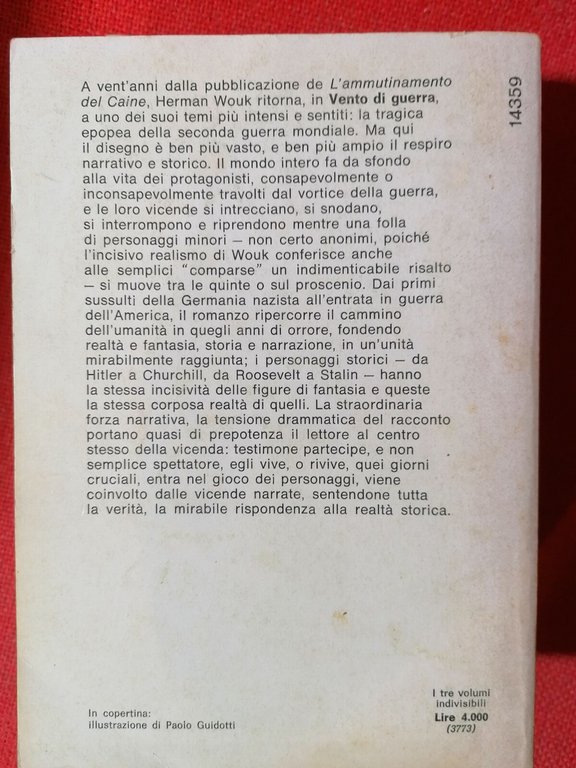 A vent'anni dalla pubblicazione de L'ammutinamento
del Caine, Herman Wouk ritorna, in Vento di guerra,
a uno dei suoi temi più intensi e sentiti: la tragica
epopea della seconda guerra mondiale. Ma qui
il disegno è ben più vasto, e ben più ampio il respiro
narrativo e storico. Il mondo intero fa da sfondo
alla vita dei protagonisti, consapevolmente o
inconsapevolmente travolti dal vortice della guerra,
e le loro vicende si intrecciano, si snodano,
si interrompono e riprendono mentre una folla
di personaggi minori – non certo anonimi, poiché
l'incisivo realismo di Wouk conferisce anche
alle semplici "comparse" un indimenticabile risalto
– si muove tra le quinte o sul proscenio. Dai primi
sussulti della Germania nazista all'entrata in guerra
dell'America, il romanzo ripercorre il cammino
dell'umanità in quegli anni di orrore, fondendo
realtà e fantasia, storia e narrazione, in un'unità
mirabilmente raggiunta; i personaggi storici – da
Hitler a Churchill, da Roosevelt a Stalin – hanno
la stessa incisività delle figure di fantasia e queste
la stessa corposa realtà di quelli. La straordinaria
forza narrativa, la tensione drammatica del racconto
portano quasi di prepotenza il lettore al centro
stesso della vicenda: testimone partecipe, e non
semplice spettatore, egli vive, o rivive, quei giorni
cruciali, entra nel gioco dei personaggi, viene
coinvolto dalle vicende narrate, sentendone tutta
la verità, la mirabile rispondenza alla realtà storica.
14359
In copertina:
illustrazione di Paolo Guidotti
I tre volumi
indivisibili
Lire 4.000
(3773)